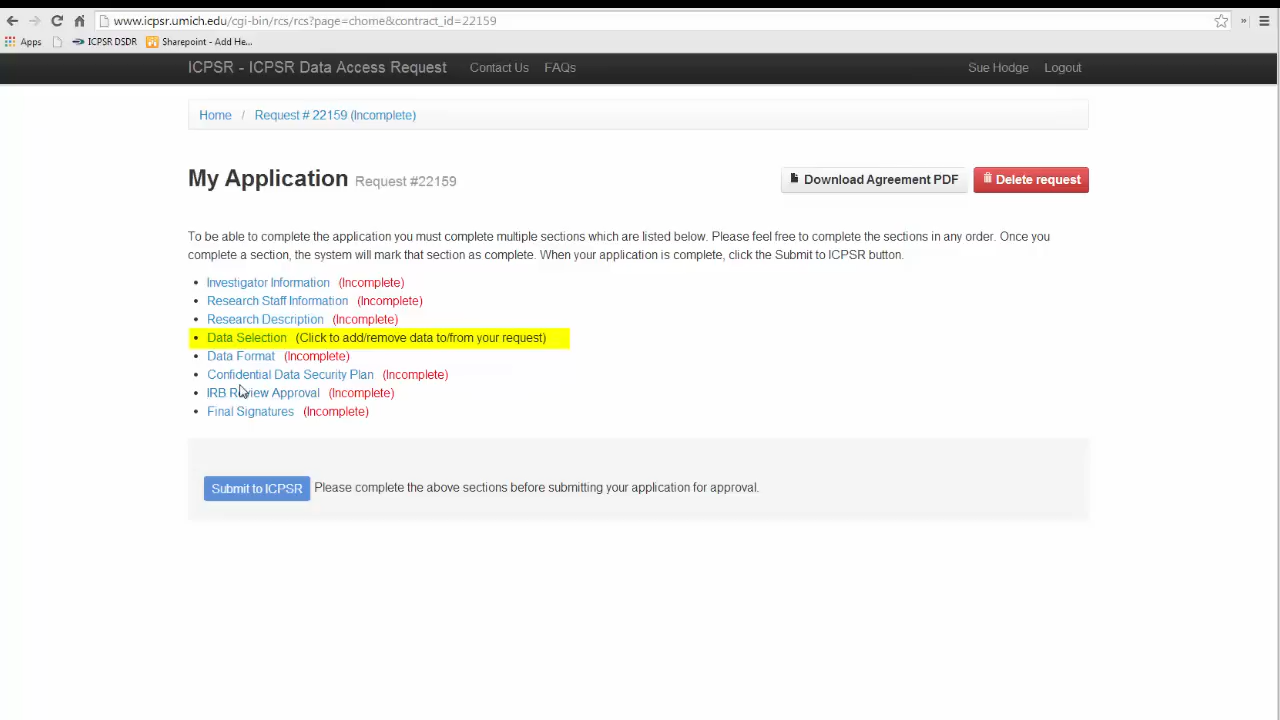 www.icpsr.umich.edu/cgi-bin/rcs/rcs?page=chome&contract_id=22159
Apps ICPSR DSDR Sharepoint - Add He...
ICPSR - ICPSR Data Access Request Contact Us FAQs Sue Hodge Logout
Home / Request # 22159 (Incomplete)
My Application Request #22159 Download Agreement PDF Delete request
To be able to complete the application you must complete multiple sections which are listed below. Please feel free to complete the sections in any order. Once you
complete a section, the system will mark that section as complete. When your application is complete, click the Submit to ICPSR button.
• Investigator Information (Incomplete)
• Research Staff Information (Incomplete)
• Research Description (Incomplete)
• Data Selection (Click to add/remove data to/from your request)
• Data Format (Incomplete)
• Confidential Data Security Plan (Incomplete)
• IRB Review Approval (Incomplete)
• Final Signatures (Incomplete)
Submit to ICPSR Please complete the above sections before submitting your application for approval.